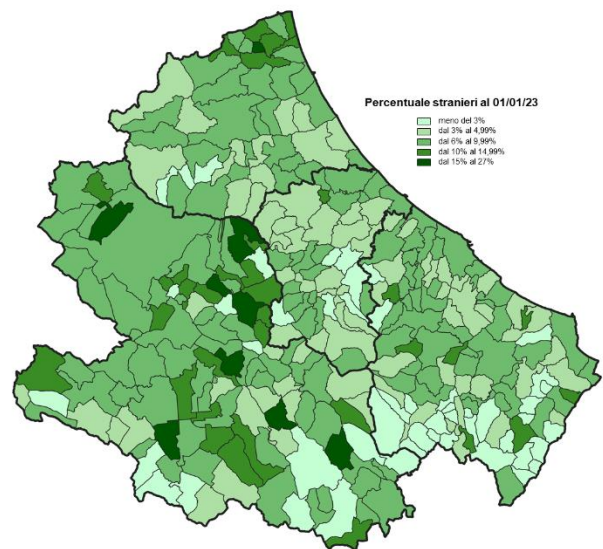 Percentuale stranieri al 01/01/23
meno del 3%
dal 3% al 4,99%
dal 6% al 9,99%
dal 10% al 14,99%
dal 15% al 27%